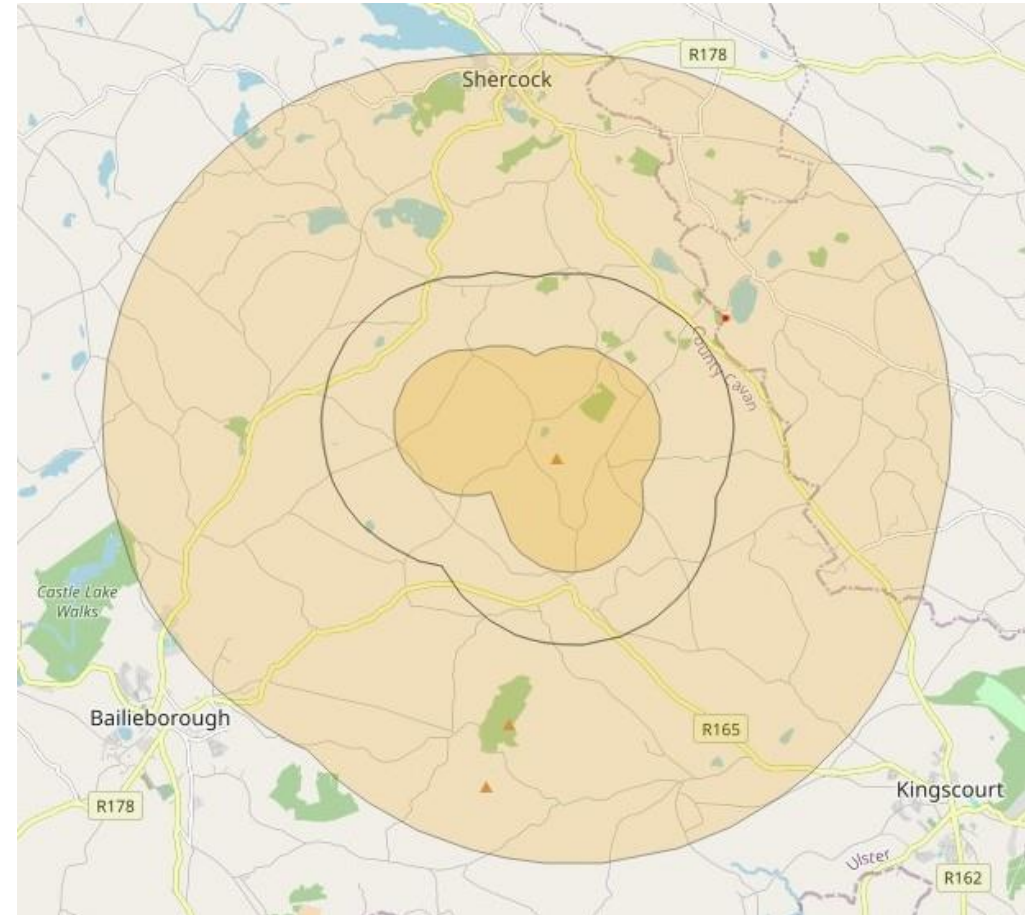 R178
Shercock
County Cavan
Castle Lake
Walks
Bailieborough
R165
R178
Kingscourt
Ulster
R162